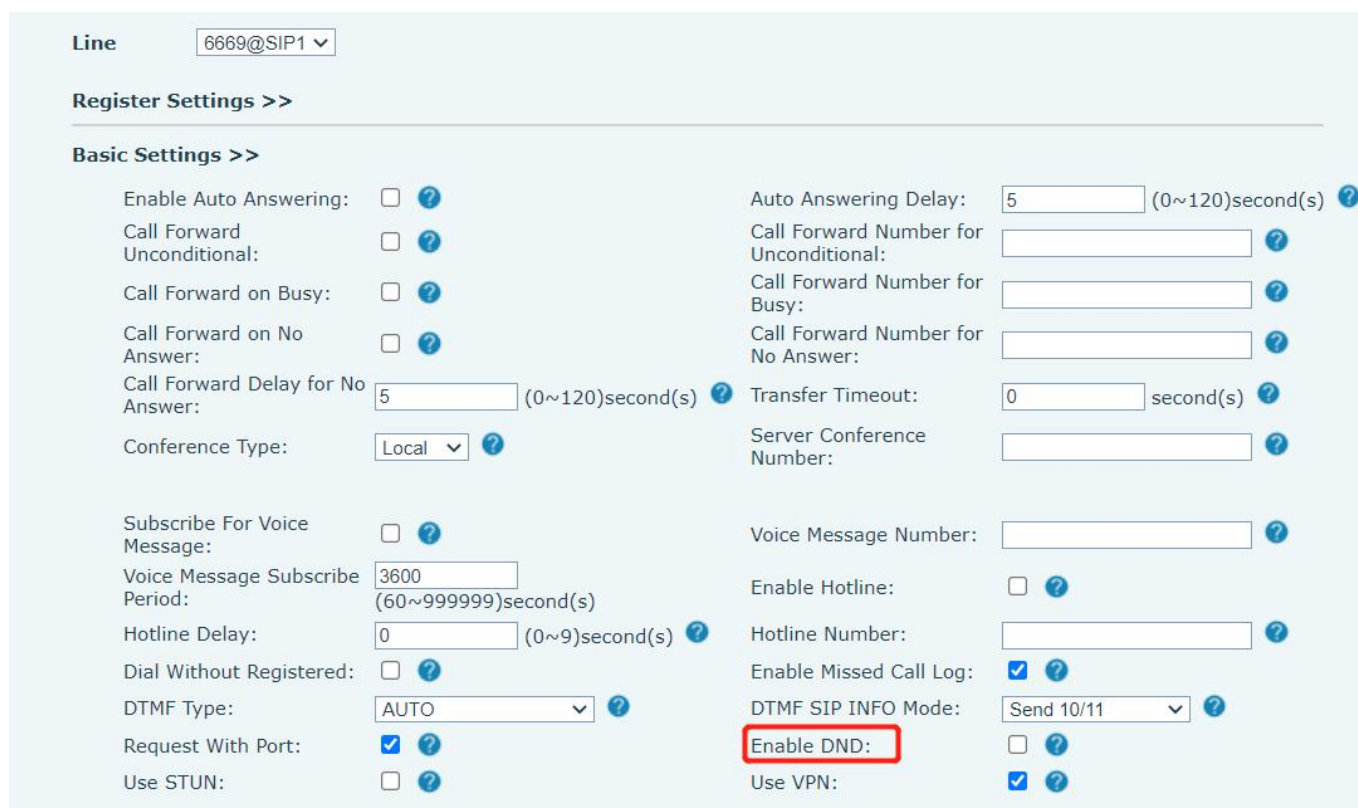 Line 6669@SIP1
Register Settings >>
Basic Settings >>
Enable Auto Answering: ? Auto Answering Delay: 5 (0~120)second(s) ?
Call Forward
Unconditional: ? Call Forward Number for
Unconditional: ?
Call Forward on Busy: ? Call Forward Number for
Busy: ?
Call Forward on No
Answer: ? Call Forward Number for
No Answer: ?
Call Forward Delay for No
Answer: 5 (0~120)second(s) ? Transfer Timeout: 0 second(s) ?
Conference Type: Local ? Server Conference
Number: ?
Subscribe For Voice
Message: ? Voice Message Number: ?
Voice Message Subscribe
Period: 3600
(60~999999)second(s) Enable Hotline: ?
Hotline Delay: 0 (0~9)second(s) ? Hotline Number: ?
Dial Without Registered: ? Enable Missed Call Log: ?
DTMF Type: AUTO ? DTMF SIP INFO Mode: Send 10/11 ?
Request With Port: ? Enable DND: ?
Use STUN: ? Use VPN: ?